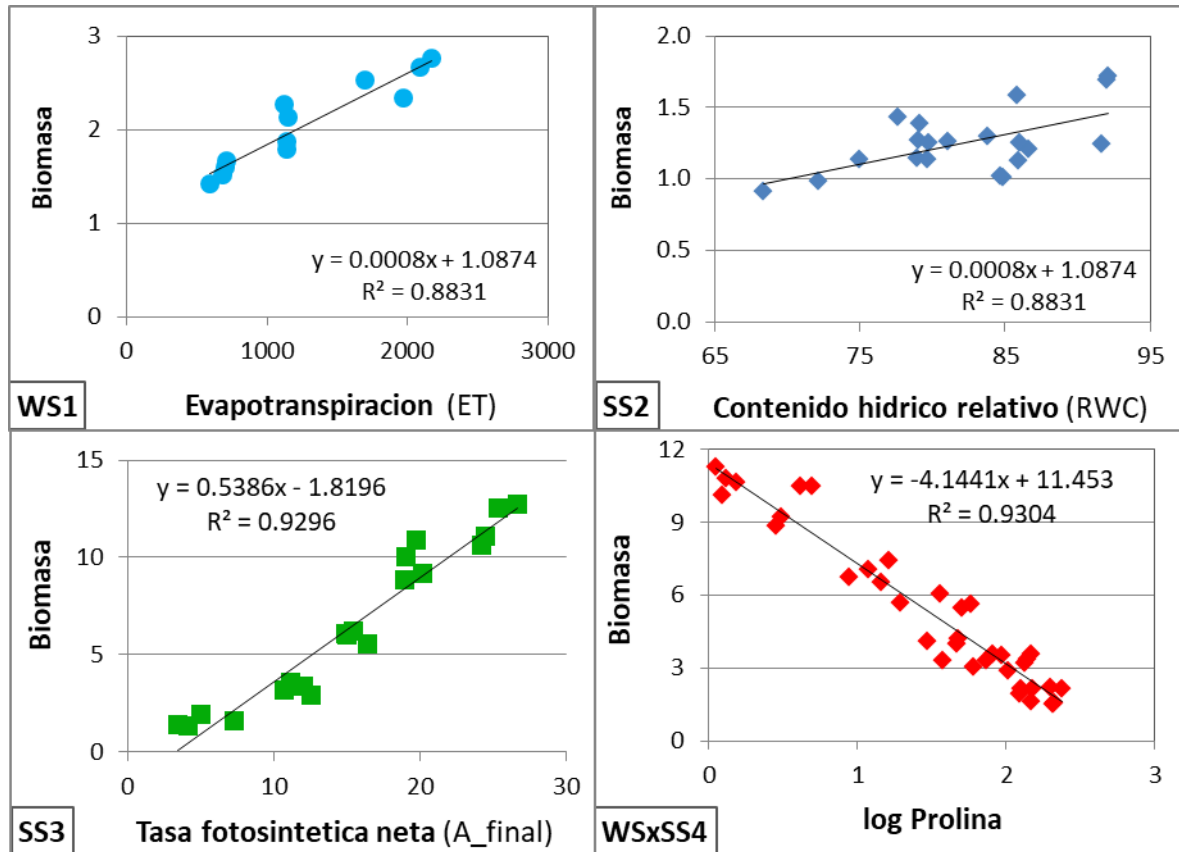 3
2
1
0
Biomasa
y = 0.0008x + 1.0874
R² = 0.8831
0 1000 2000 3000
WS1 Evapotranspiracion (ET)
2.0
1.5
1.0
0.5
0.0
Biomasa
y = 0.0008x + 1.0874
R² = 0.8831
65 75 85 95
SS2 Contenido hidrico relativo (RWC)
15
10
5
0
Biomasa
y = 0.5386x - 1.8196
R² = 0.9296
0 10 20 30
SS3 Tasa fotosintetica neta (A_final)
12
9
6
3
0
Biomasa
y = -4.1441x + 11.453
R² = 0.9304
0 1 2 3
WSxSS4 log Prolina